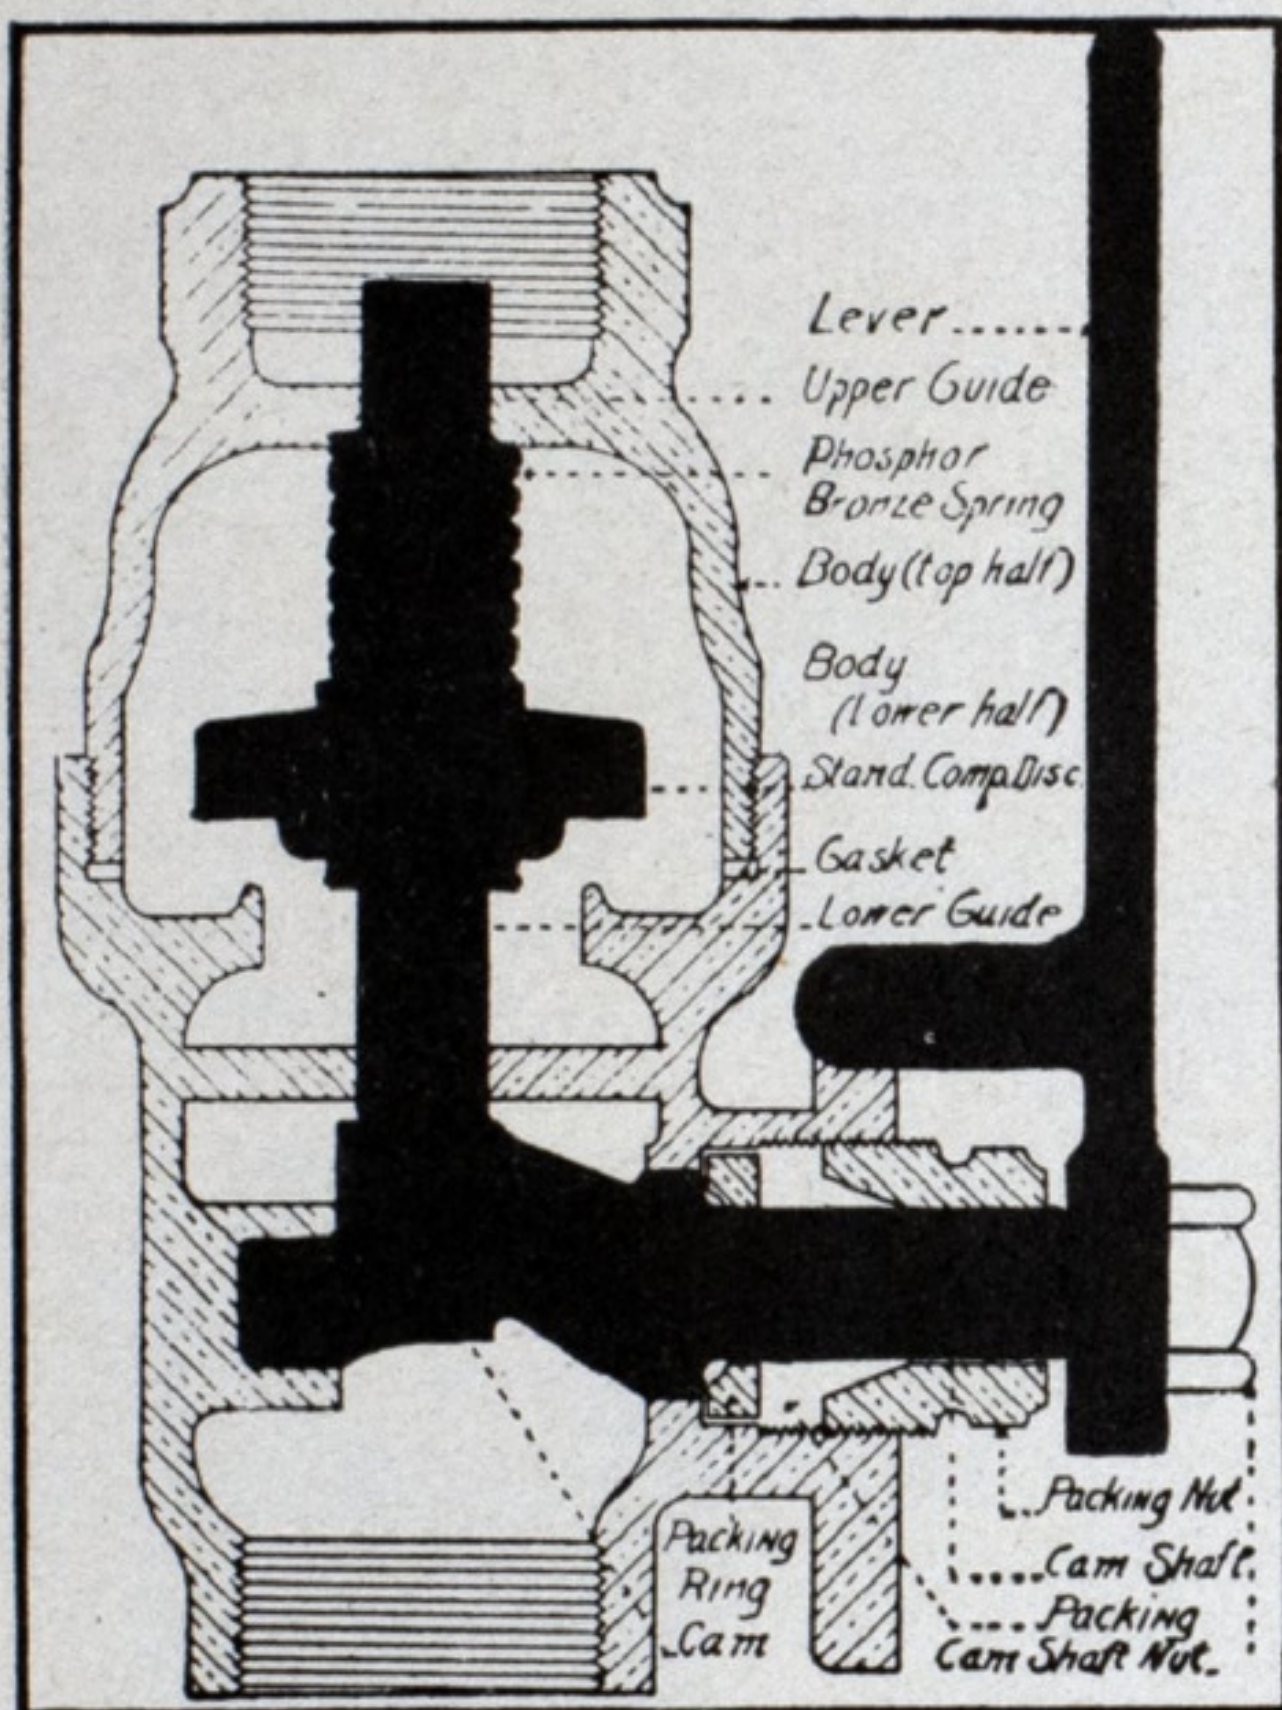 Lever
Upper Guide
Phosphor
Bronze Spring
Body (top half)
Body
(lower half)
Stand. Comp. Disc.
Gasket
Lower Guide
Packing Nut
Cam Shaft.
Packing
Cam Shaft Nut.
Packing
Ring
Cam